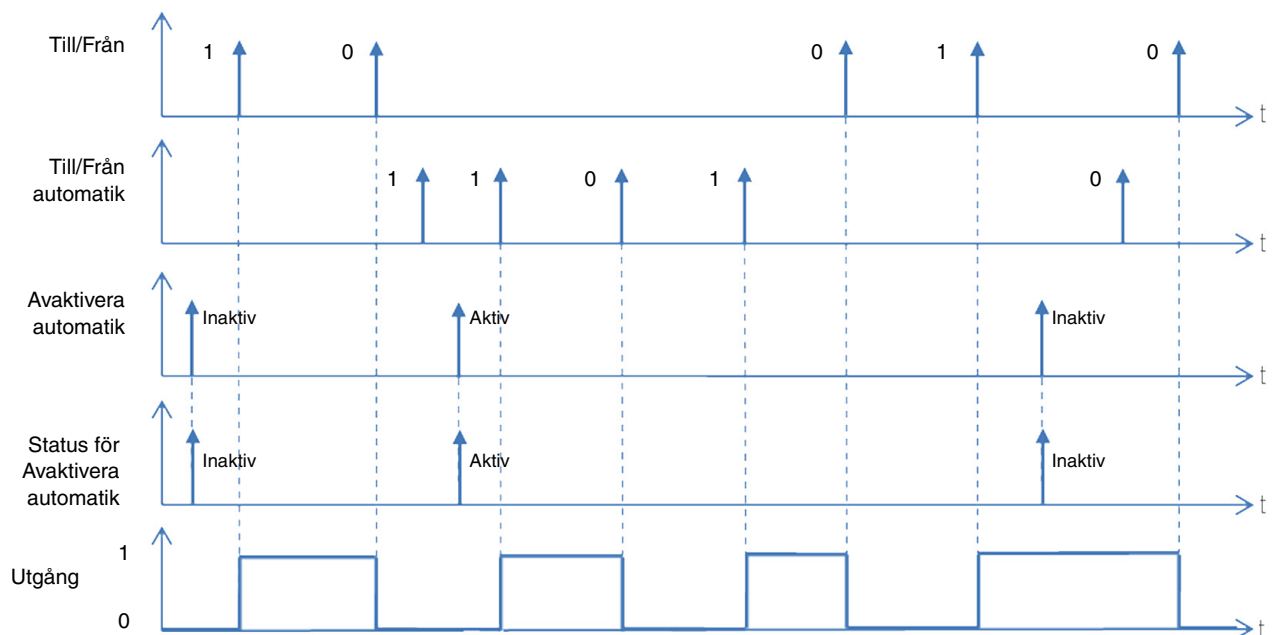 Till/Från
1 0 0 1 0
t
Till/Från
automatik
1 1 0 1 0
t
Avaktivera
automatik
Inaktiv Aktiv Inaktiv
t
Status för
Avaktivera
automatik
Inaktiv Aktiv Inaktiv
t
1
Utgång
0
t